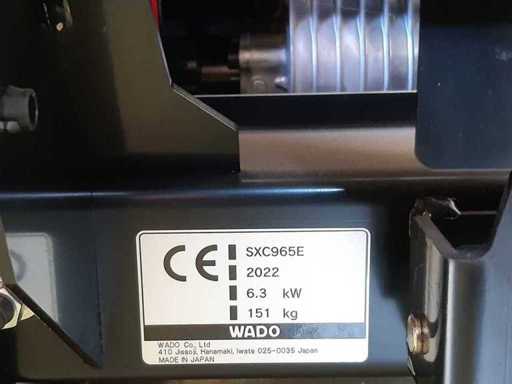 CE SXC965E
2022
6.3 kW
151 kg
WADO
WADO Co., Ltd
410 Jissoji, Hanamaki, Iwate 025-0035 Japan
MADE IN JAPAN